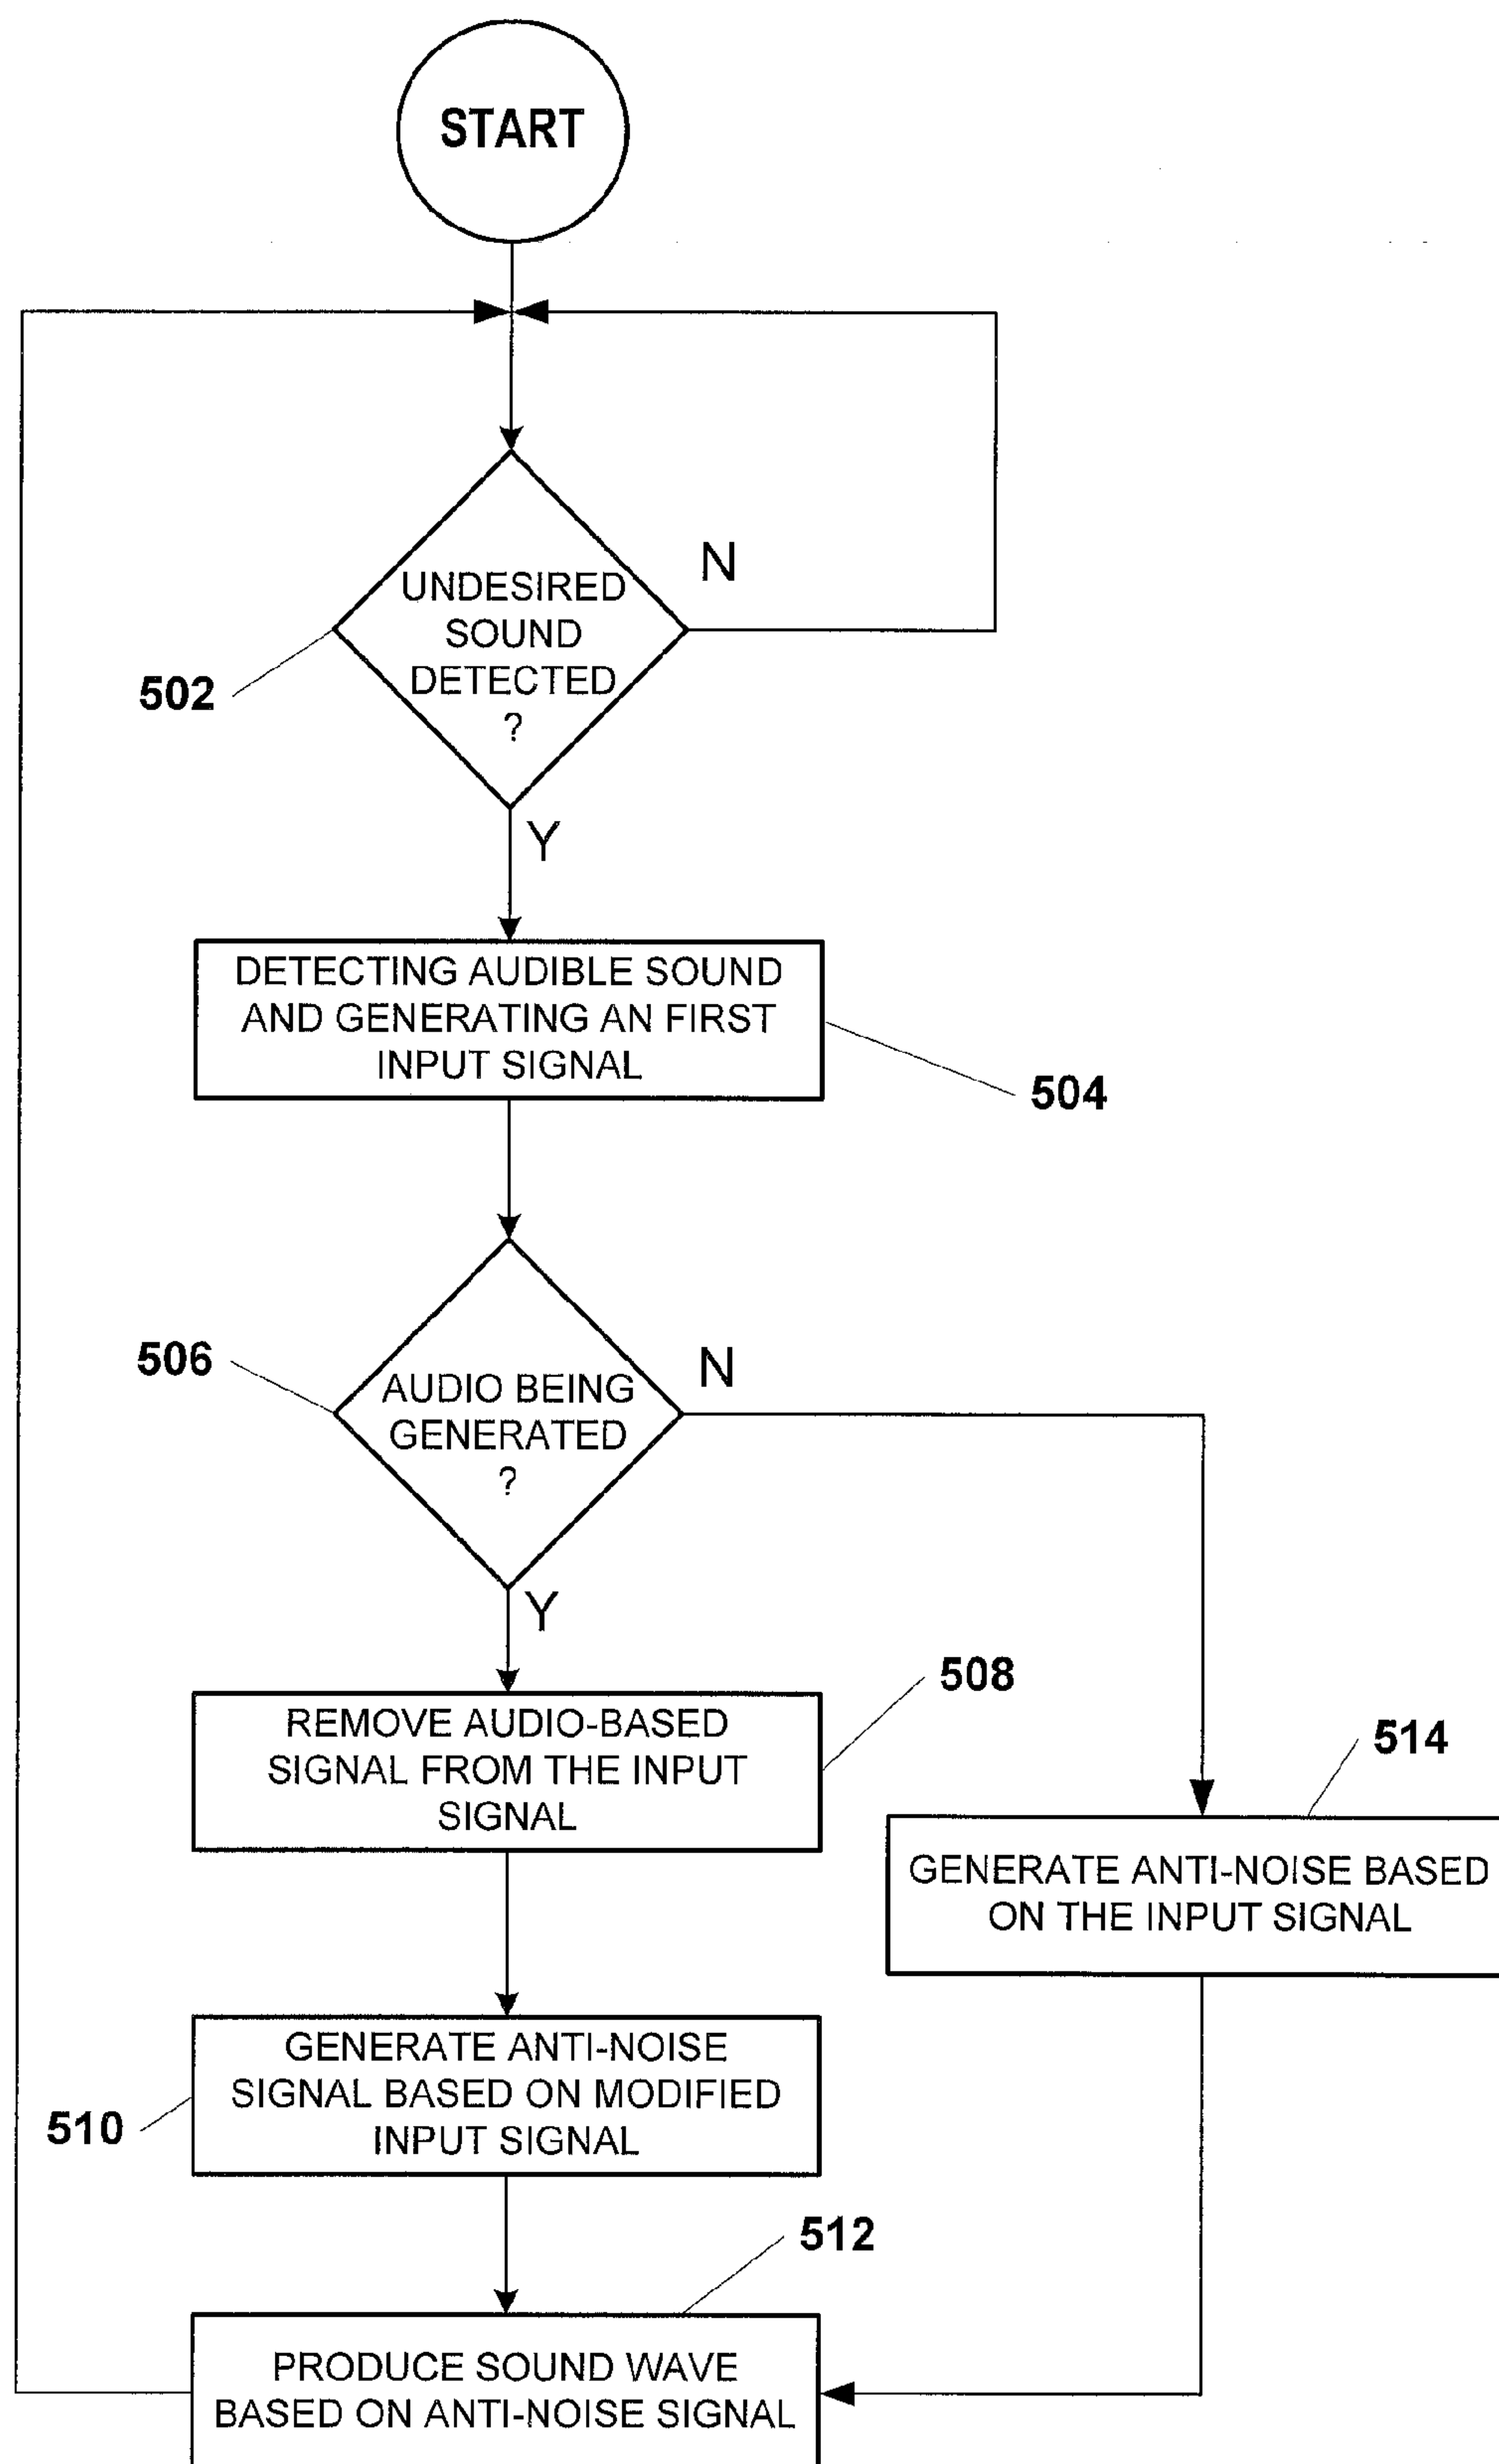 START
UNDESIRED
SOUND
DETECTED
?
N
502
Y
DETECTING AUDIBLE SOUND
AND GENERATING AN FIRST
INPUT SIGNAL
504
506
AUDIO BEING
GENERATED
?
N
Y
508
REMOVE AUDIO-BASED
SIGNAL FROM THE INPUT
SIGNAL
514
GENERATE ANTI-NOISE BASED
ON THE INPUT SIGNAL
GENERATE ANTI-NOISE
SIGNAL BASED ON MODIFIED
INPUT SIGNAL
510
512
PRODUCE SOUND WAVE
BASED ON ANTI-NOISE SIGNAL